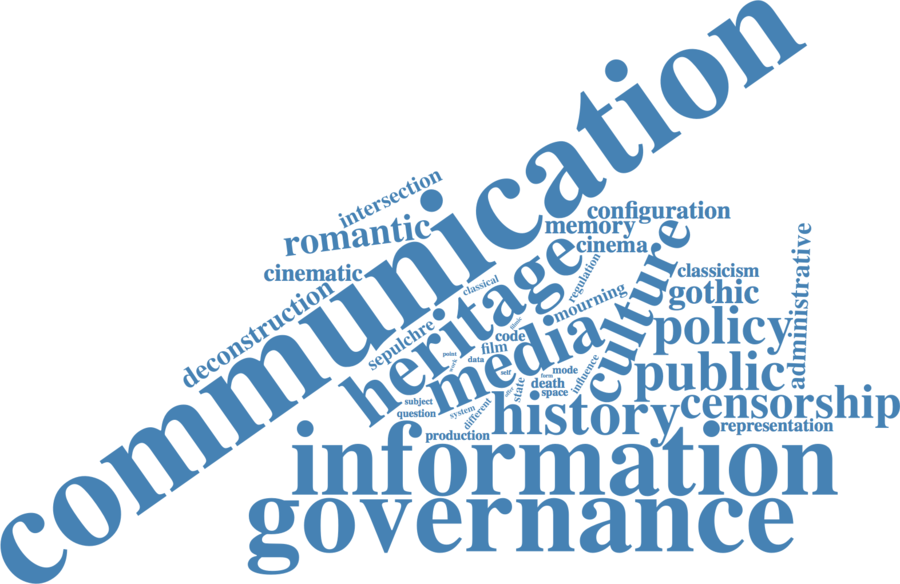 communication
intersection
romantic
configuration
memory
cinema
cinematic
classical
regulation
heritage
culture
classicism
administrative
gothic
deconstruction
mourning
sepulchre
code
film
data
point
work
media
policy
self
form
mode
influence
death
space
state
public
subject
question
system
different
history
censorship
representation
production
information
governance